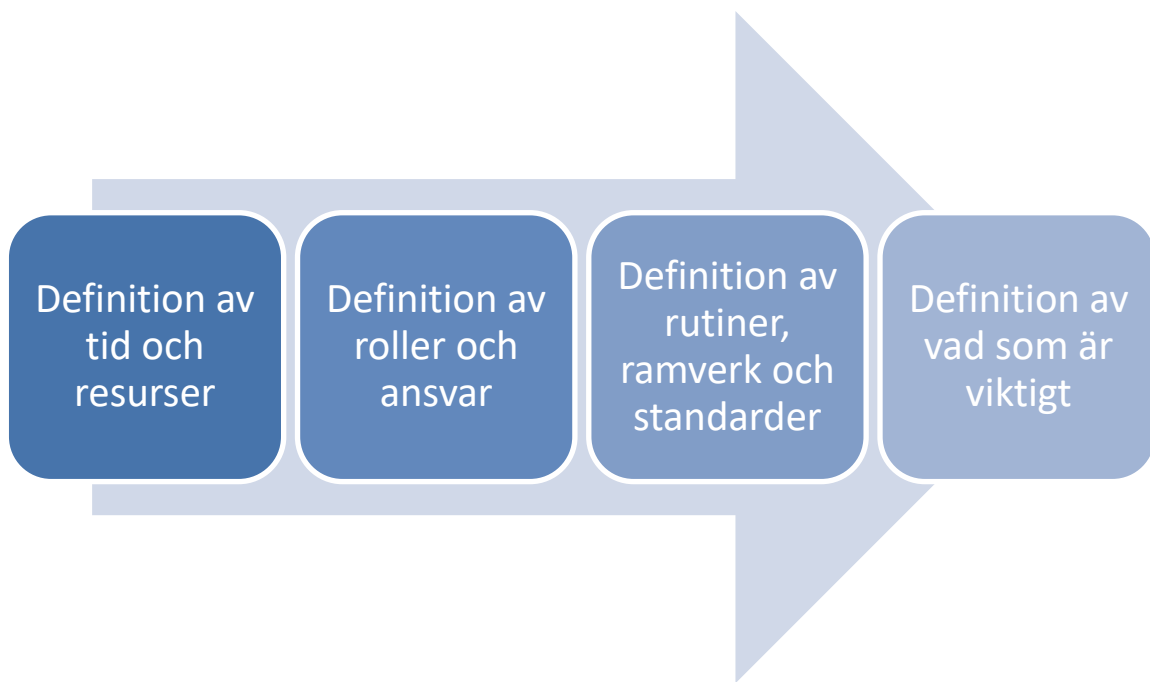 Definition av
tid och
resurser
Definition av
roller och
ansvar
Definition av
rutiner,
ramverk och
standarder
Definition av
vad som är
viktigt